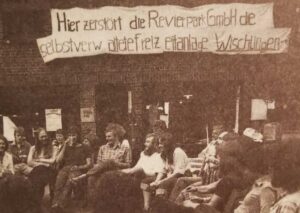 Hier zerstört die Revierpark GmbH die
selbstverwaltete Freizeitanlage Wischlingen